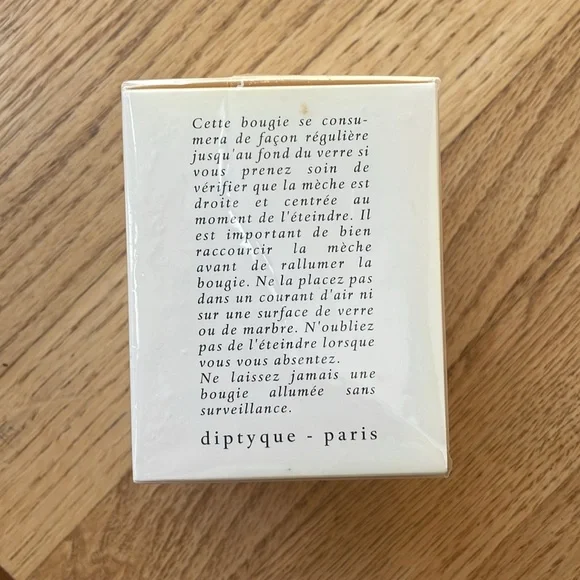 Cette bougie se consu-
mera de façon régulière
jusqu'au fond du verre si
vous prenez soin de
vérifier que la mèche est
droite et centrée au
moment de l'éteindre. Il
est important de bien
raccourcir la mèche
avant de rallumer la
bougie. Ne la placez pas
dans un courant d'air ni
sur une surface de verre
ou de marbre. N'oubliez
pas de l'éteindre lorsque
vous vous absentez.
Ne laissez jamais une
bougie allumée sans
surveillance.
diptyque - paris